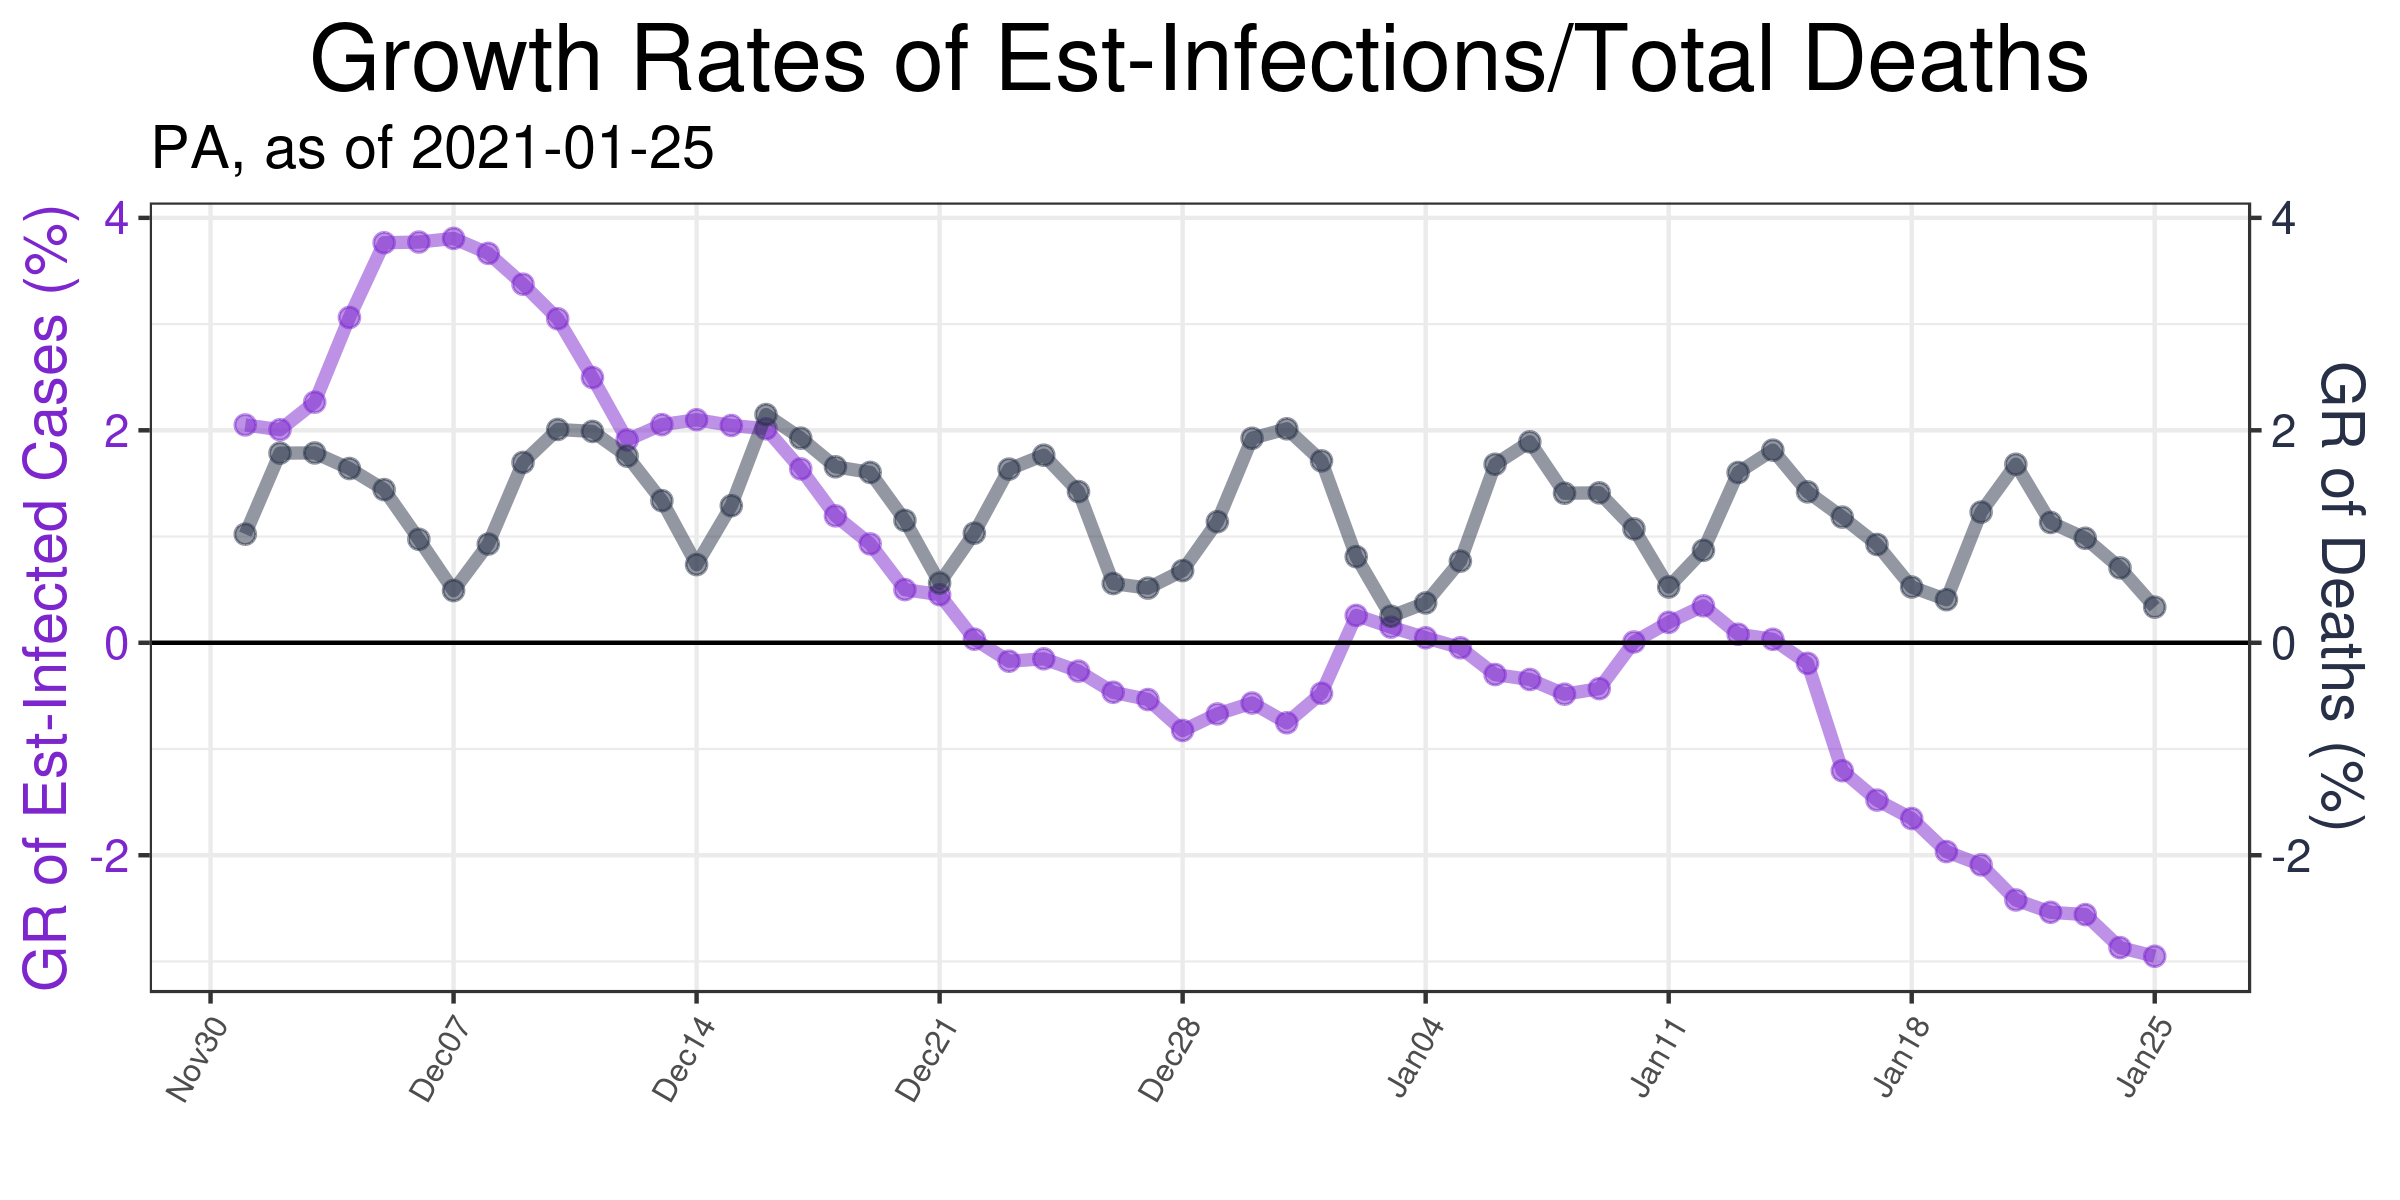 Growth Rates of Est-Infections/Total Deaths
PA, as of 2021-01-25
GR of Est-Infected Cases (%)
4
2
0
-2
4
2
0
-2
GR of Deaths (%)
Nov30
Dec07
Dec14
Dec21
Dec28
Jan04
Jan11
Jan18
Jan25